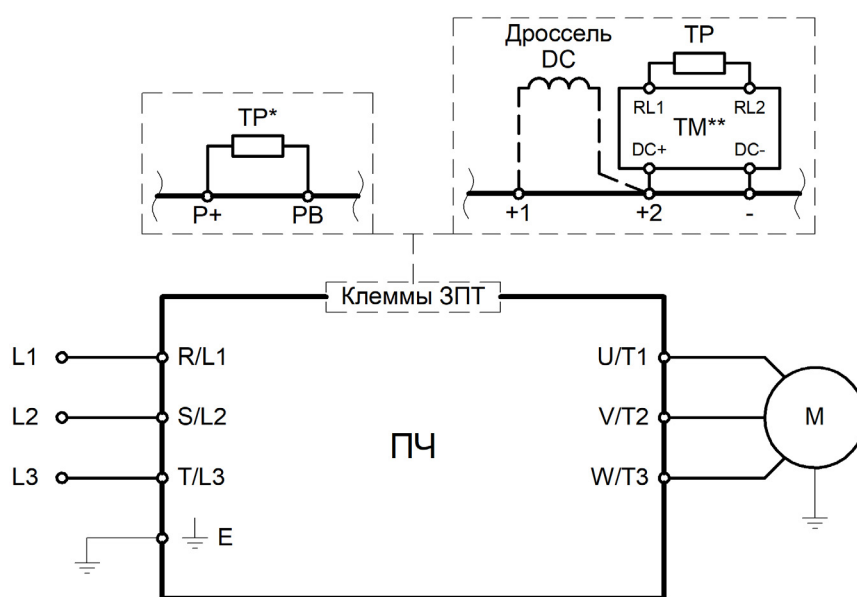 Дроссель
DC
ТР
RL1
RL2
ТМ**
DC+
DC-
+1
+2
-
ТР*
P+
PB
Клеммы ЗПТ
L1
R/L1
U/T1
L2
S/L2
V/T2
М
ПЧ
L3
T/L3
W/T3
E